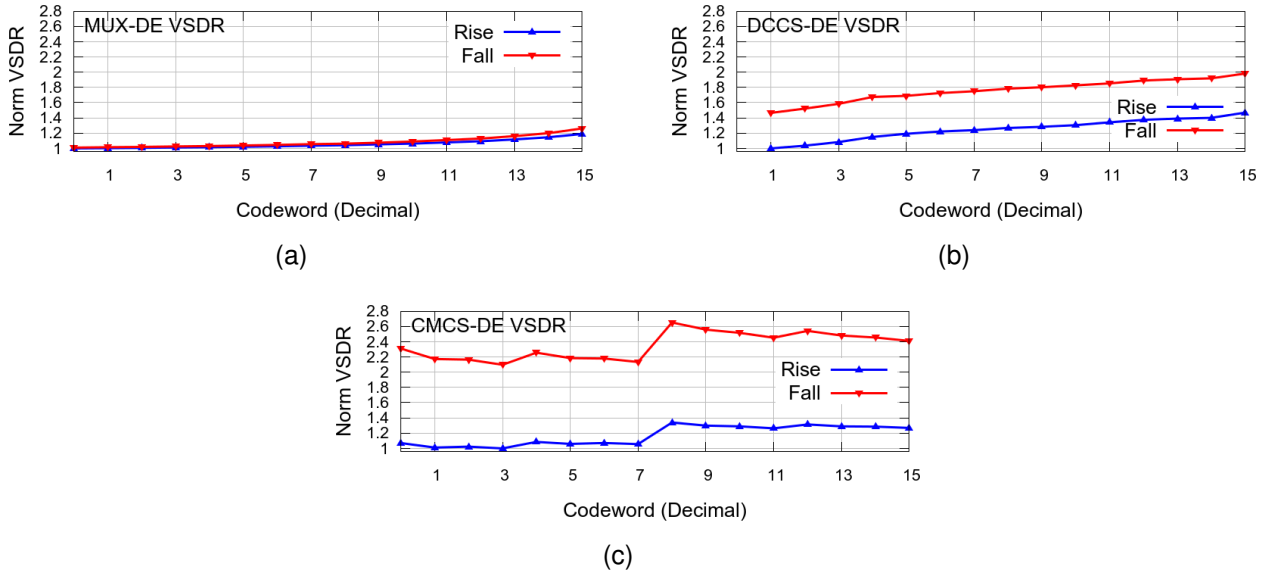 MUX-DE VSDR
Rise
Fall
Norm VSDR
2.8
2.6
2.4
2.2
2
1.8
1.6
1.4
1.2
1
1 3 5 7 9 11 13 15
Codeword (Decimal)
(a)
DCCS-DE VSDR
Rise
Fall
Norm VSDR
2.8
2.6
2.4
2.2
2
1.8
1.6
1.4
1.2
1
1 3 5 7 9 11 13 15
Codeword (Decimal)
(b)
CMCS-DE VSDR
Rise
Fall
Norm VSDR
2.8
2.6
2.4
2.2
2
1.8
1.6
1.4
1.2
1
1 3 5 7 9 11 13 15
Codeword (Decimal)
(c)